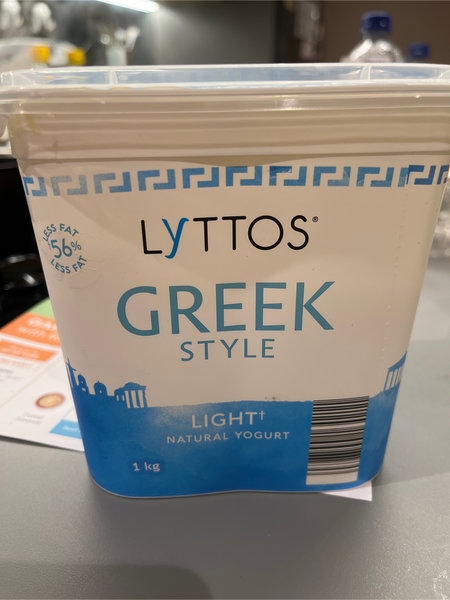 LESS FAT
56%
LESS FAT
LYTTOS®
GREEK
STYLE
LIGHT†
NATURAL YOGURT
1 kg